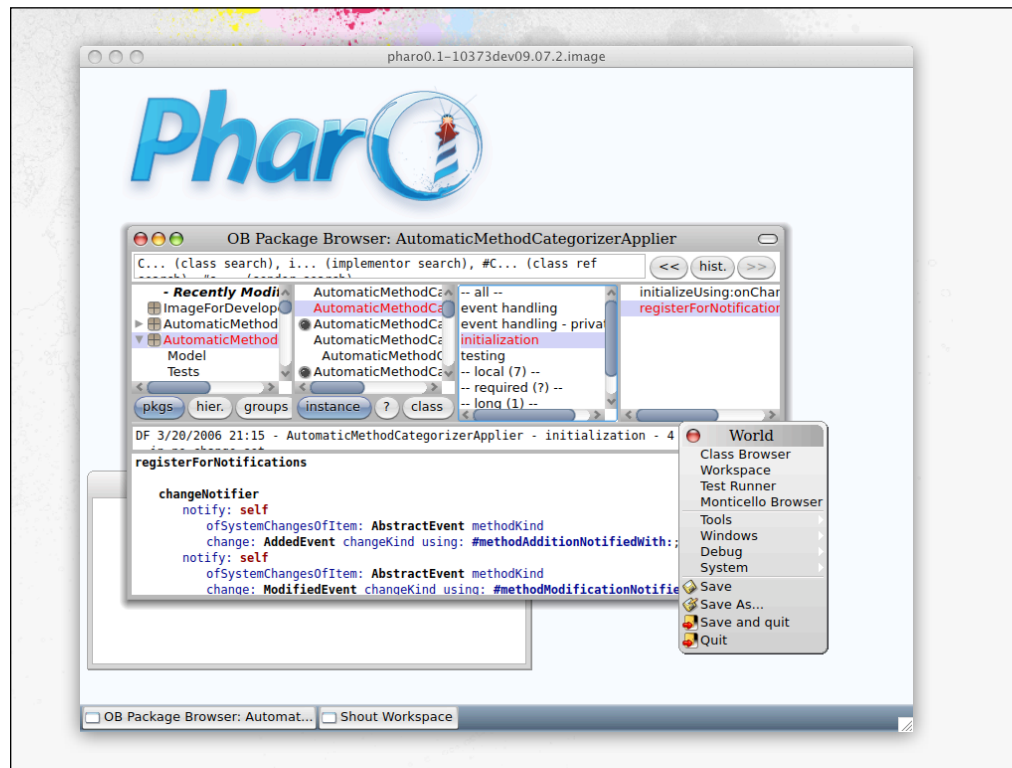 pharo0.1-10373dev09.07.2.image
Pharo
OB Package Browser: AutomaticMethodCategorizerApplier
C... (class search), i... (implementor search), #C... (class ref
<<
hist.
>>
- Recently Modi
ImageForDevelop
AutomaticMethod
AutomaticMethod
Model
Tests
AutomaticMethodCa
AutomaticMethodCa
AutomaticMethodCa
AutomaticMethodCa
AutomaticMethodC
AutomaticMethodCa
-- all --
event handling
event handling - privat
initialization
testing
-- local (7) --
-- required (?) --
-- long (1) --
initializeUsing:onChan
registerForNotification
pkgs
hier.
groups
instance
?
class
DF 3/20/2006 21:15 - AutomaticMethodCategorizerApplier - initialization - 4
registerForNotifications
changeNotifier
notify: self
ofSystemChangesOfItem: AbstractEvent methodKind
change: AddedEvent changeKind using: #methodAdditionNotifiedWith:;
notify: self
ofSystemChangesOfItem: AbstractEvent methodKind
change: ModifiedEvent changeKind using: #methodModificationNotifie
World
Class Browser
Workspace
Test Runner
Monticello Browser
Tools
Windows
Debug
System
Save
Save As...
Save and quit
Quit
OB Package Browser: Automat...
Shout Workspace